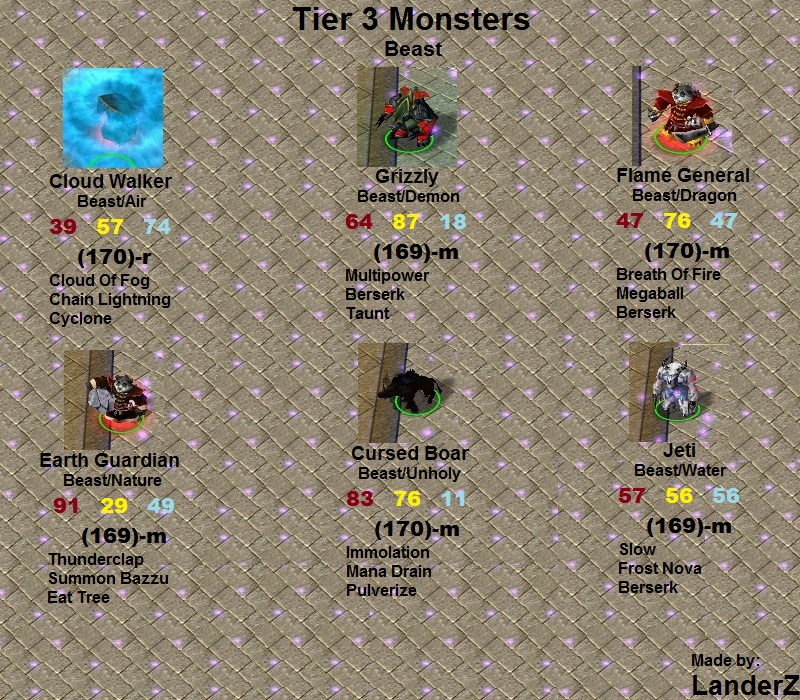 Tier 3 Monsters
Beast
Cloud Walker
Beast/Air
39 57 74
(170)-r
Cloud Of Fog
Chain Lightning
Cyclone
Grizzly
Beast/Demon
64 87 18
(169)-m
Multipower
Berserk
Taunt
Flame General
Beast/Dragon
47 76 47
(170)-m
Breath Of Fire
Megaball
Berserk
Earth Guardian
Beast/Nature
91 29 49
(169)-m
Thunderclap
Summon Bazzu
Eat Tree
Cursed Boar
Beast/Unholy
83 76 11
(170)-m
Immolation
Mana Drain
Pulverize
Jeti
Beast/Water
57 56 56
(169)-m
Slow
Frost Nova
Berserk
Made by:
LanderZ